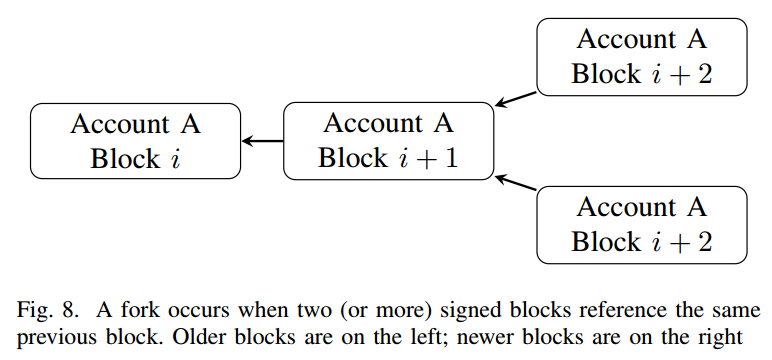 Account A
Block i + 2
Account A
Block i
Account A
Block i + 1
Account A
Block i + 2
Fig. 8. A fork occurs when two (or more) signed blocks reference the same
previous block. Older blocks are on the left; newer blocks are on the right